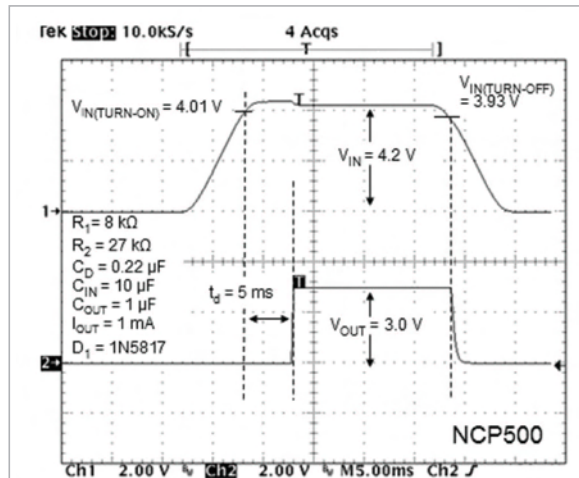 Tek Stop: 10.0kS/s 4 Acqs
[ T ]
T
VIN(TURN-ON) = 4.01 V
VIN(TURN-OFF) = 3.93 V
VIN = 4.2 V
1
R1 = 8 kΩ
R2 = 27 kΩ
CD = 0.22 µF
CIN = 10 µF
COUT = 1 µF
IOUT = 1 mA
D1 = 1N5817
T
td = 5 ms
VOUT = 3.0 V
2
NCP500
Ch1 2.00 V Ch2 2.00 V M5.00ms Ch2